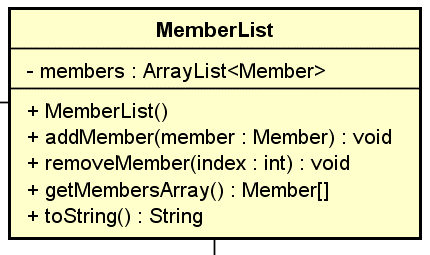 MemberList
- members : ArrayList<Member>
+ MemberList()
+ addMember(member : Member) : void
+ removeMember(index : int) : void
+ getMembersArray() : Member[]
+ toString() : String